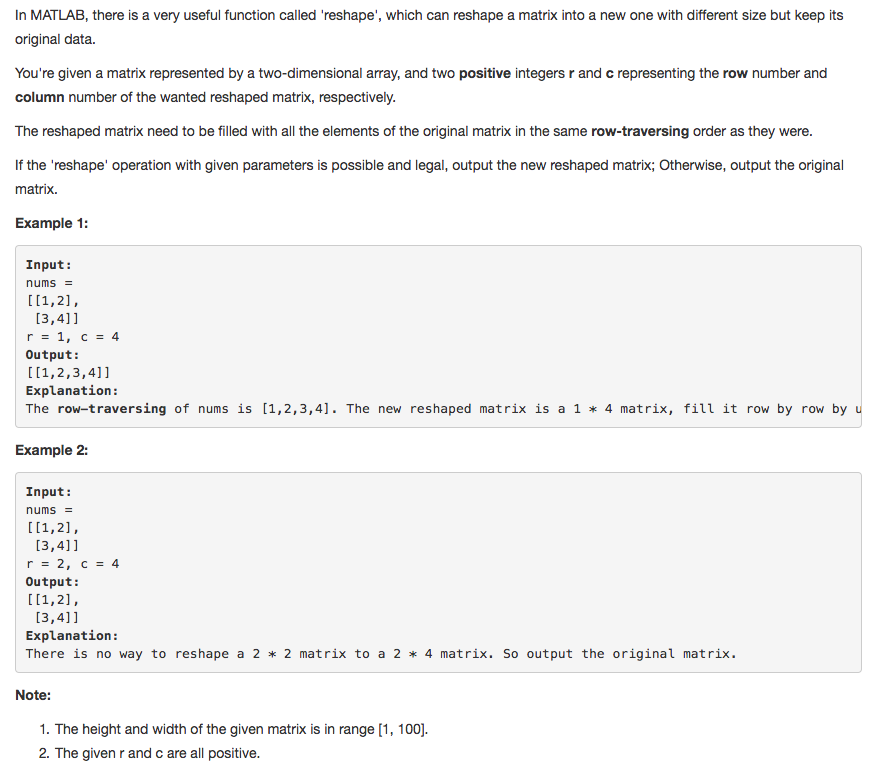 In MATLAB, there is a very useful function called 'reshape', which can reshape a matrix into a new one with different size but keep its
original data.
You're given a matrix represented by a two-dimensional array, and two positive integers r and c representing the row number and
column number of the wanted reshaped matrix, respectively.
The reshaped matrix need to be filled with all the elements of the original matrix in the same row-traversing order as they were.
If the 'reshape' operation with given parameters is possible and legal, output the new reshaped matrix; Otherwise, output the original
matrix.
Example 1:
Input:
nums =
[[1,2],
 [3,4]]
r = 1, c = 4
Output:
[[1,2,3,4]]
Explanation:
The row-traversing of nums is [1,2,3,4]. The new reshaped matrix is a 1 * 4 matrix, fill it row by row by u
Example 2:
Input:
nums =
[[1,2],
 [3,4]]
r = 2, c = 4
Output:
[[1,2],
 [3,4]]
Explanation:
There is no way to reshape a 2 * 2 matrix to a 2 * 4 matrix. So output the original matrix.
Note:
1. The height and width of the given matrix is in range [1, 100].
2. The given r and c are all positive.